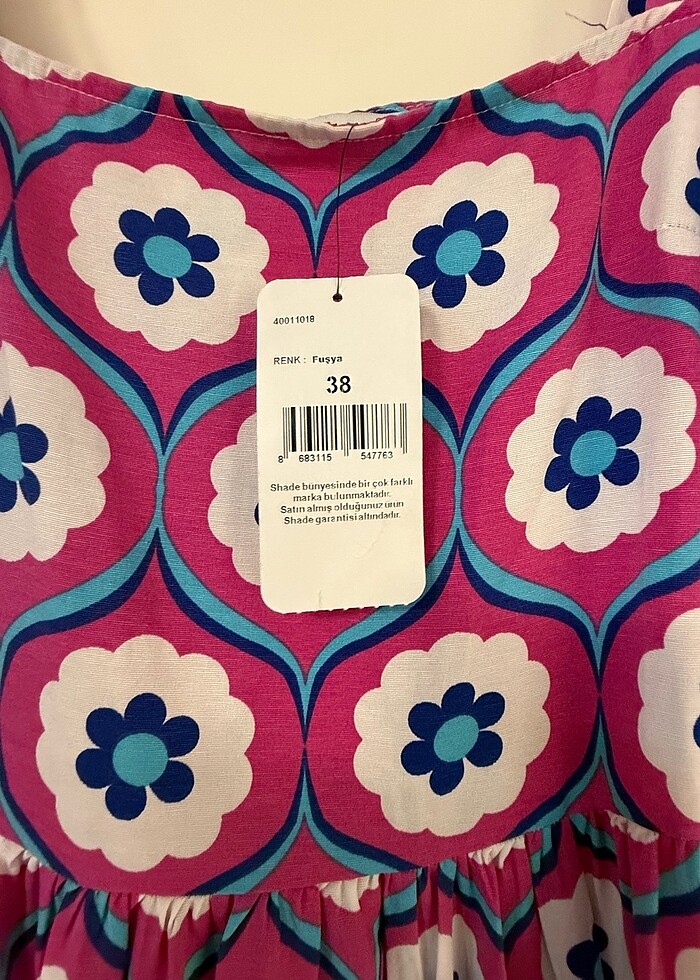 40011018
RENK : Fuşya
38
8 683115 547763
Shade bünyesinde bir çok farklı
marka bulunmaktadır.
Satın almış olduğunuz ürün
Shade garantisi altındadır.